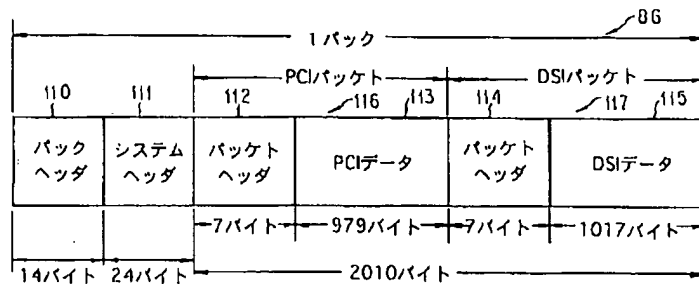 86
1パック
PCIパケット DSIパケット
110 111 112 116 113 114 117 115
パック
ヘッダ
システム
ヘッダ
パケット
ヘッダ
PCIデータ
パケット
ヘッダ
DSIデータ
7バイト 979バイト 7バイト 1017バイト
14バイト 24バイト 2010バイト